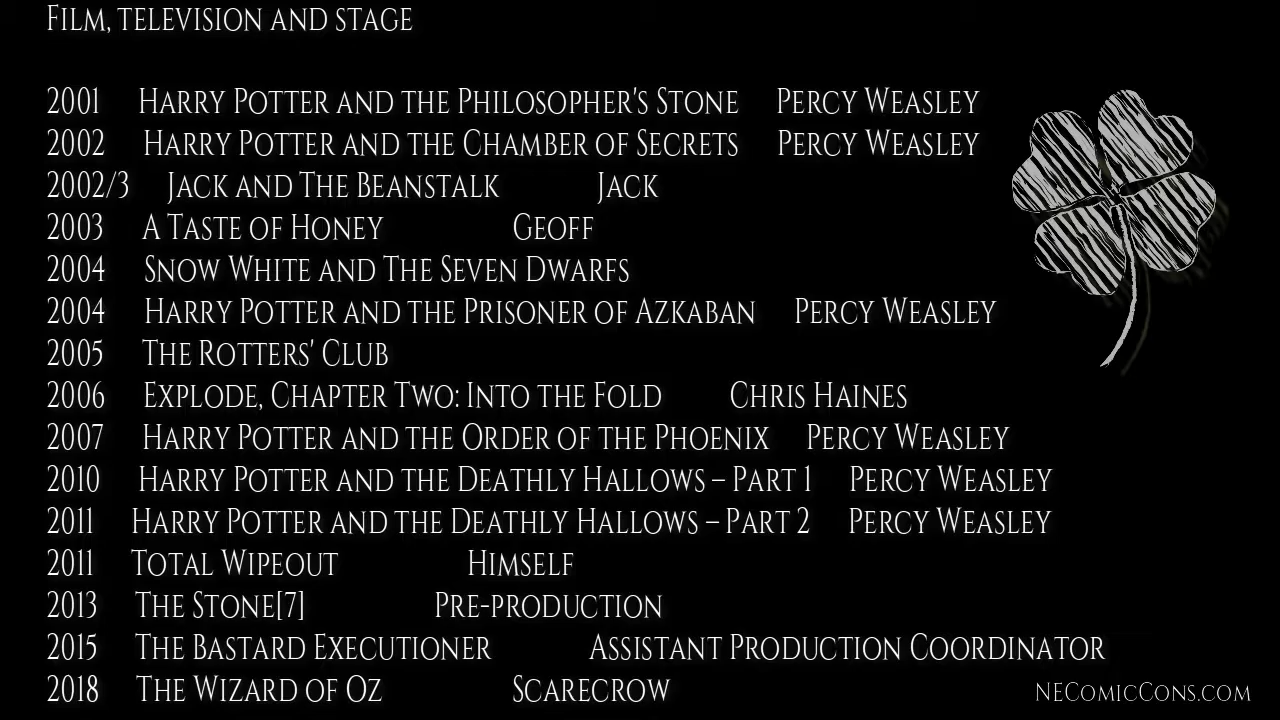 Film, television and stage
2001 Harry Potter and the Philosopher's Stone Percy Weasley
2002 Harry Potter and the Chamber of Secrets Percy Weasley
2002/3 Jack and The Beanstalk Jack
2003 A Taste of Honey Geoff
2004 Snow White and The Seven Dwarfs
2004 Harry Potter and the Prisoner of Azkaban Percy Weasley
2005 The Rotters' Club
2006 Explode, Chapter Two: Into the Fold Chris Haines
2007 Harry Potter and the Order of the Phoenix Percy Weasley
2010 Harry Potter and the Deathly Hallows – Part 1 Percy Weasley
2011 Harry Potter and the Deathly Hallows – Part 2 Percy Weasley
2011 Total Wipeout Himself
2013 The Stone[7] Pre-production
2015 The Bastard Executioner Assistant Production Coordinator
2018 The Wizard of Oz Scarecrow
NEComicCons.com